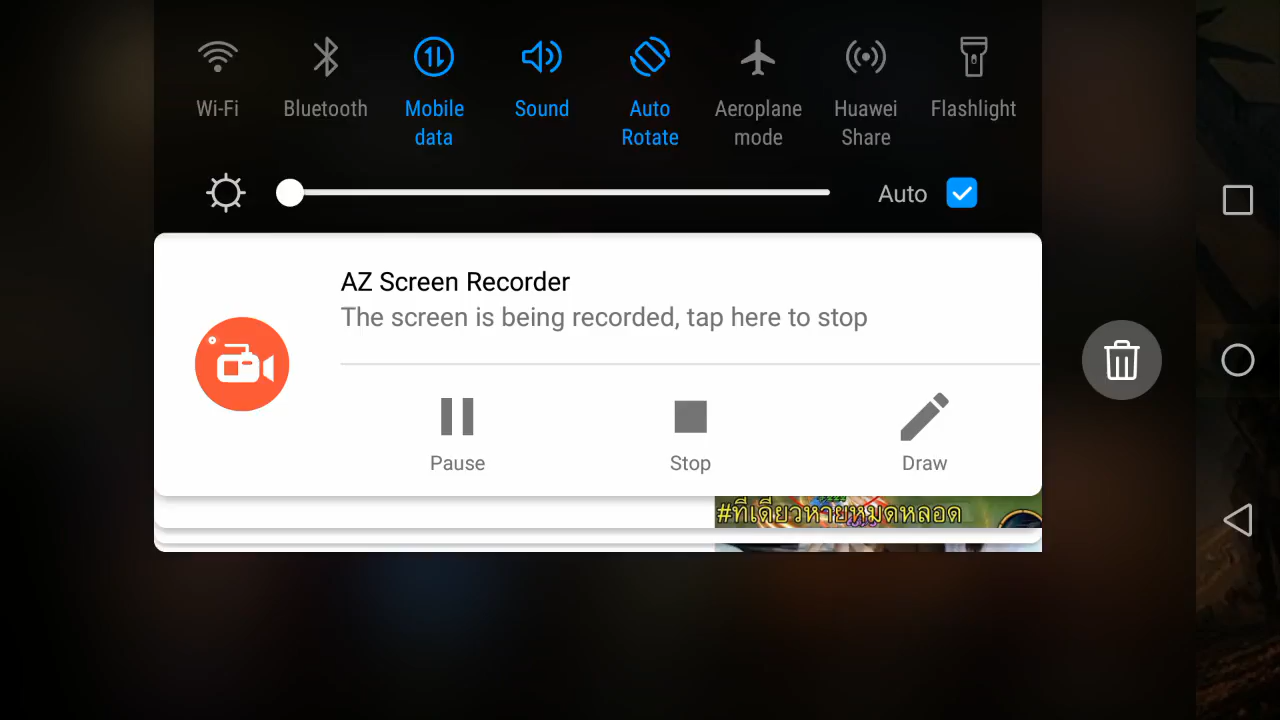 Wi-Fi
Bluetooth
Mobile data
Sound
Auto Rotate
Aeroplane mode
Huawei Share
Flashlight
Auto
AZ Screen Recorder
The screen is being recorded, tap here to stop
Pause
Stop
Draw
#ที่เดียวหายหมดหลอด